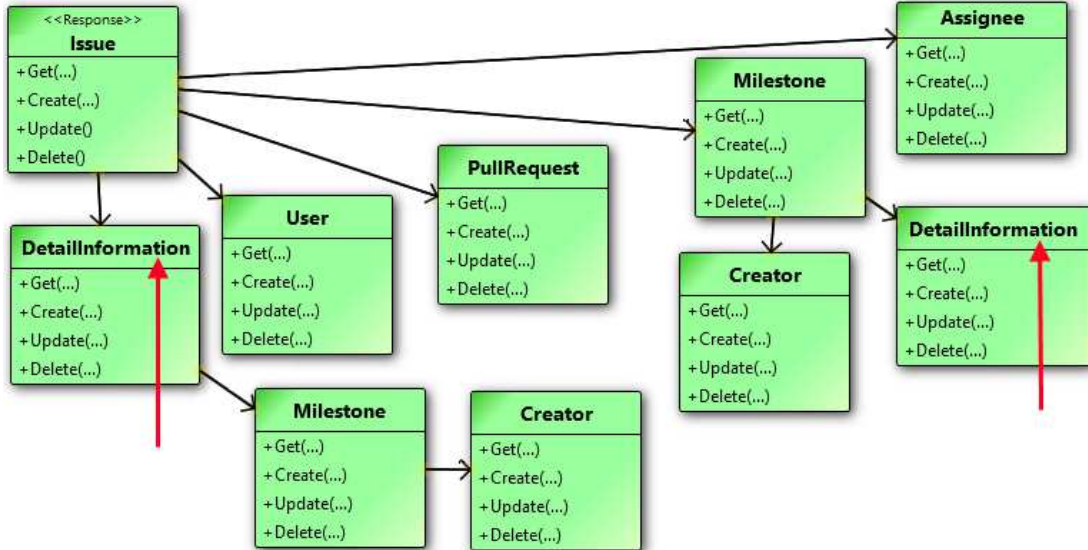 <<Response>>
Issue
+Get(...)
+Create(...)
+Update()
+Delete()
Assignee
+Get(...)
+Create(...)
+Update(...)
+Delete(...)
Milestone
+Get(...)
+Create(...)
+Update(...)
+Delete(...)
PullRequest
+Get(...)
+Create(...)
+Update(...)
+Delete(...)
User
+Get(...)
+Create(...)
+Update(...)
+Delete(...)
DetailInformation
+Get(...)
+Create(...)
+Update(...)
+Delete(...)
Creator
+Get(...)
+Create(...)
+Update(...)
+Delete(...)
DetailInformation
+Get(...)
+Create(...)
+Update(...)
+Delete(...)
Milestone
+Get(...)
+Create(...)
+Update(...)
+Delete(...)
Creator
+Get(...)
+Create(...)
+Update(...)
+Delete(...)